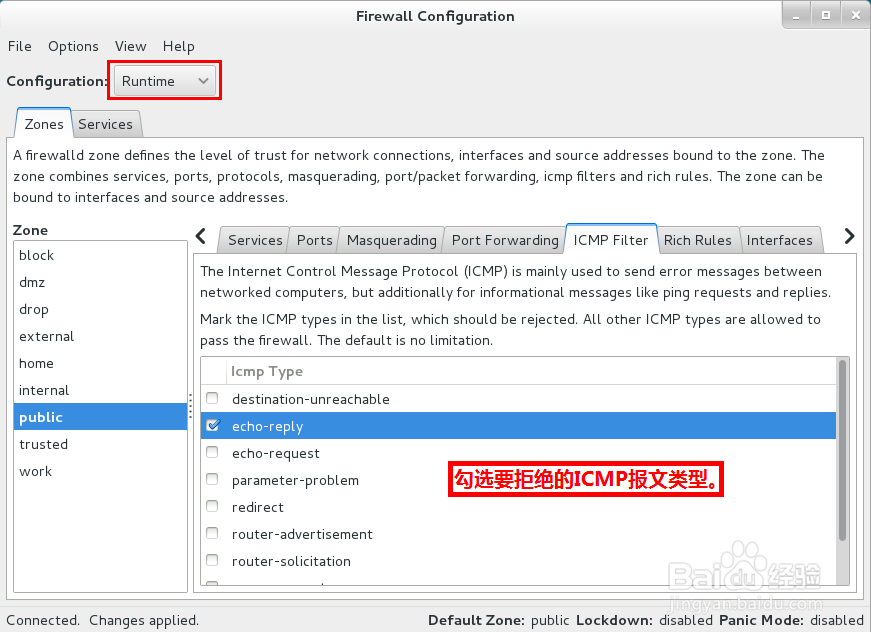 Firewall Configuration
File Options View Help
Configuration: Runtime
Zones Services
A firewalld zone defines the level of trust for network connections, interfaces and source addresses bound to the zone. The
zone combines services, ports, protocols, masquerading, port/packet forwarding, icmp filters and rich rules. The zone can be
bound to interfaces and source addresses.
Zone
block
dmz
drop
external
home
internal
public
trusted
work
Services Ports Masquerading Port Forwarding ICMP Filter Rich Rules Interfaces
The Internet Control Message Protocol (ICMP) is mainly used to send error messages between
networked computers, but additionally for informational messages like ping requests and replies.
Mark the ICMP types in the list, which should be rejected. All other ICMP types are allowed to
pass the firewall. The default is no limitation.
Icmp Type
destination-unreachable
echo-reply
echo-request
parameter-problem
redirect
router-advertisement
router-solicitation
勾选要拒绝的ICMP报文类型。
Baidu 经验
jingyan.baidu.com
Connected. Changes applied.
Default Zone: public Lockdown: disabled Panic Mode: disabled